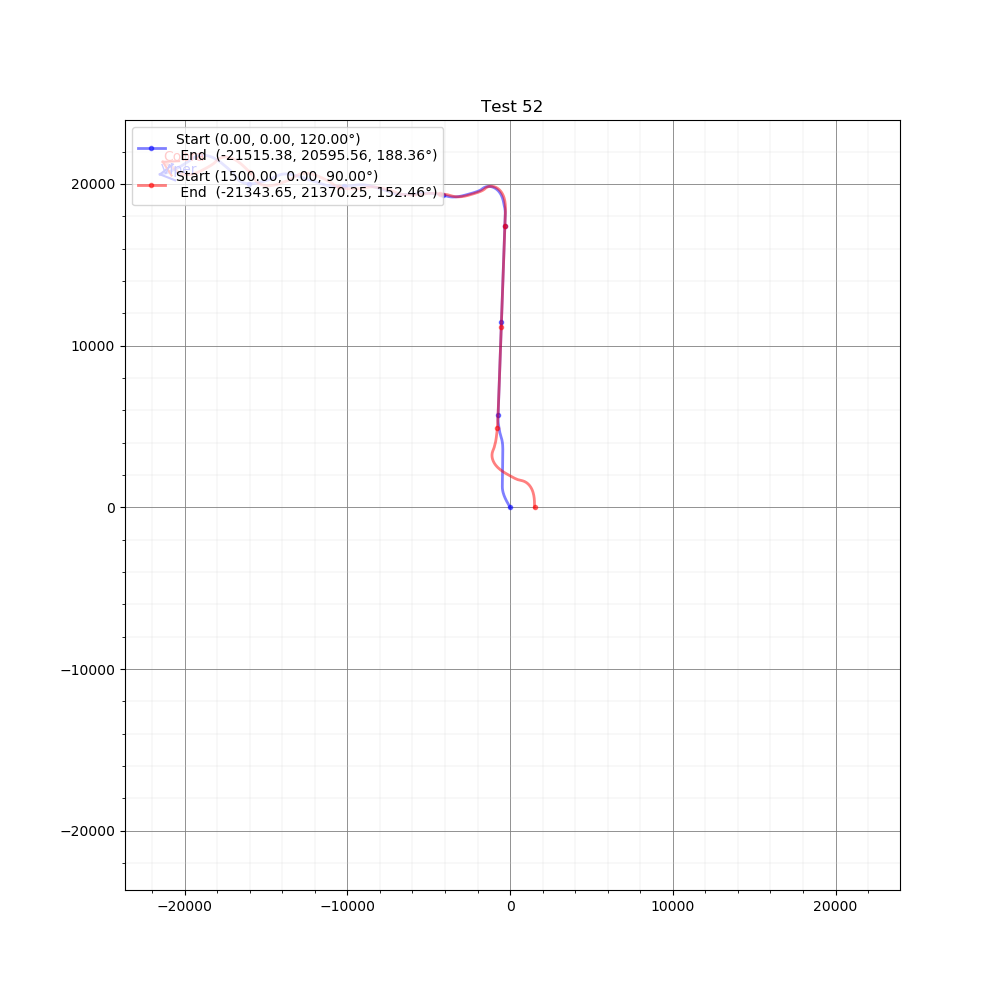 Test 52
Start (0.00, 0.00, 120.00°)
End (-21515.38, 20595.56, 188.36°)
Start (1500.00, 0.00, 90.00°)
End (-21343.65, 21370.25, 152.46°)
20000
10000
0
−10000
−20000
−20000 −10000 0 10000 20000